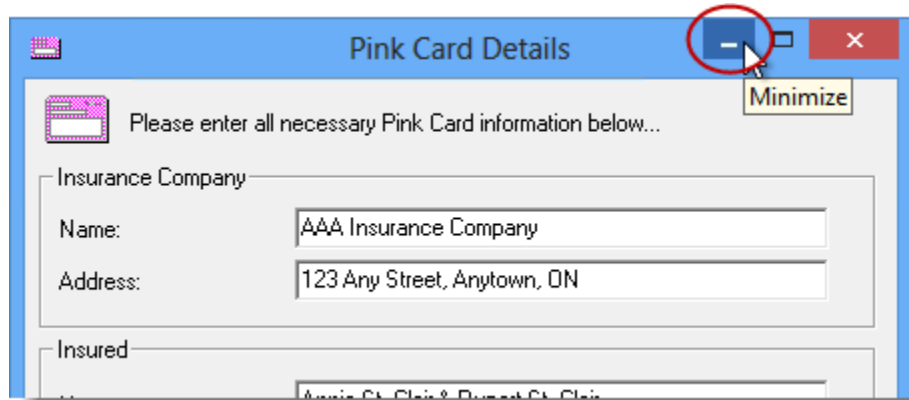 Pink Card Details
Minimize
Please enter all necessary Pink Card information below...
Insurance Company
Name: AAA Insurance Company
Address: 123 Any Street, Anytown, ON
Insured